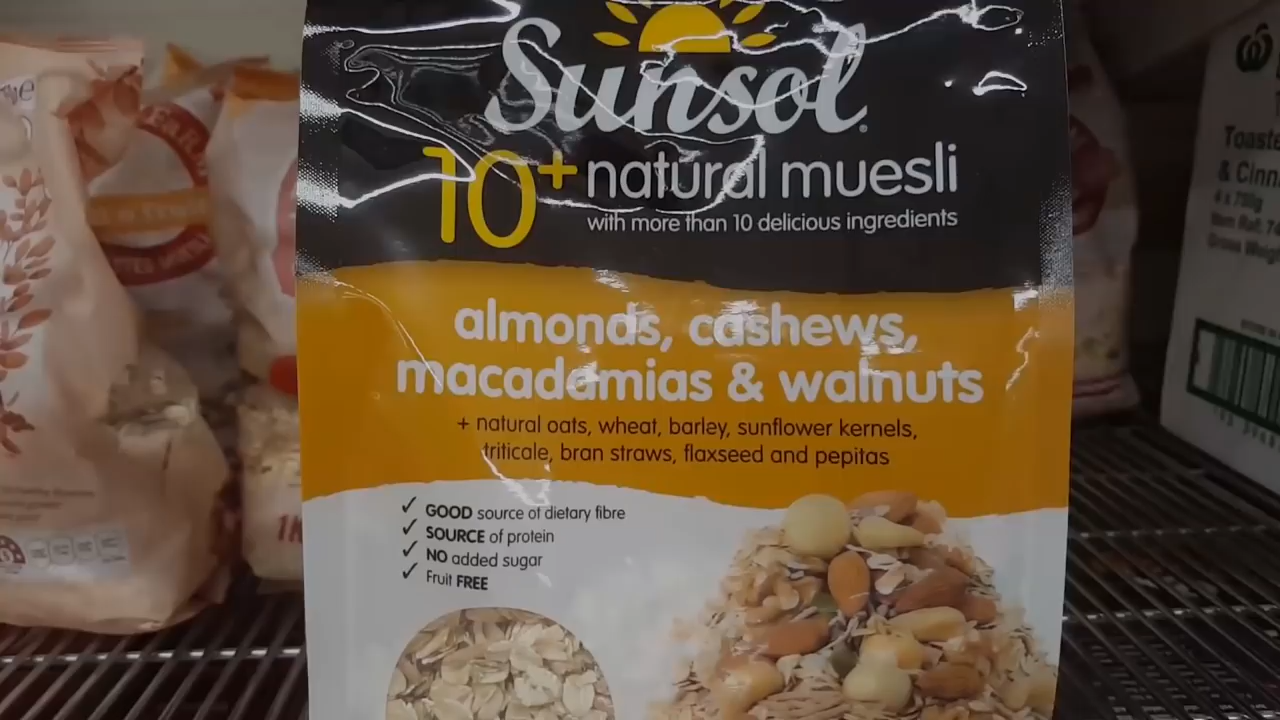 Sunsol
10+ natural muesli
with more than 10 delicious ingredients
almonds, cashews,
macadamias & walnuts
+ natural oats, wheat, barley, sunflower kernels,
triticale, bran straws, flaxseed and pepitas
✓ GOOD source of dietary fibre
✓ SOURCE of protein
✓ NO added sugar
✓ Fruit FREE
& Cinn